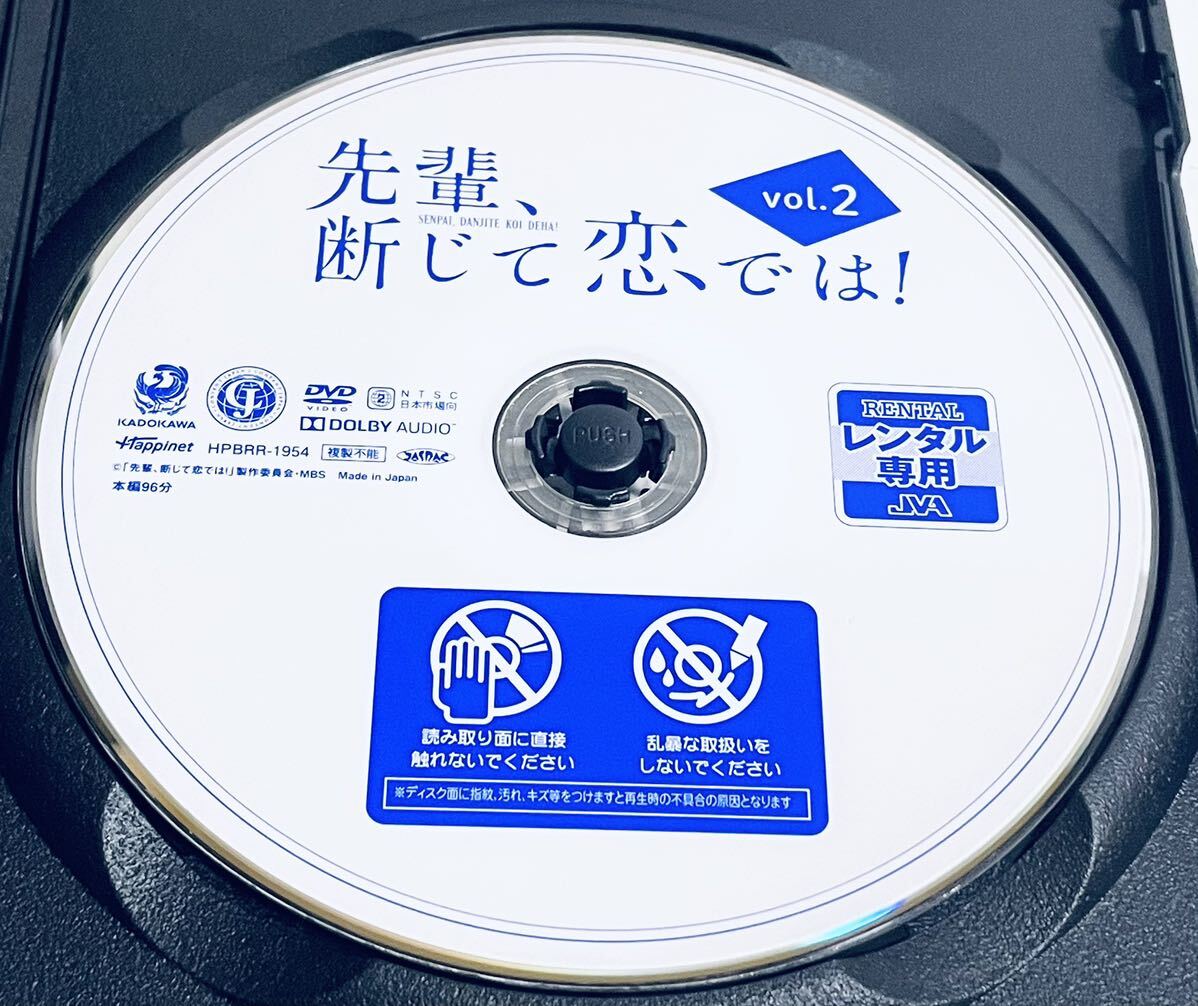 先輩、
SENPAI, DANJITE KOI DEHA!
断じて恋、では!
vol.2
KADOKAWA
DVD
VIDEO
2
NTSC
日本市場向
DOLBY AUDIO™
Happinet HPBRR-1954 複製不能 JASRAC
©「先輩、断じて恋では!」製作委員会・MBS Made in Japan
本編96分
PUSH
RENTAL
レンタル
専用
JVA
読み取り面に直接
触れないでください
乱暴な取扱いを
しないでください
※ディスク面に指紋、汚れ、キズ等をつけますと再生時の不具合の原因となります